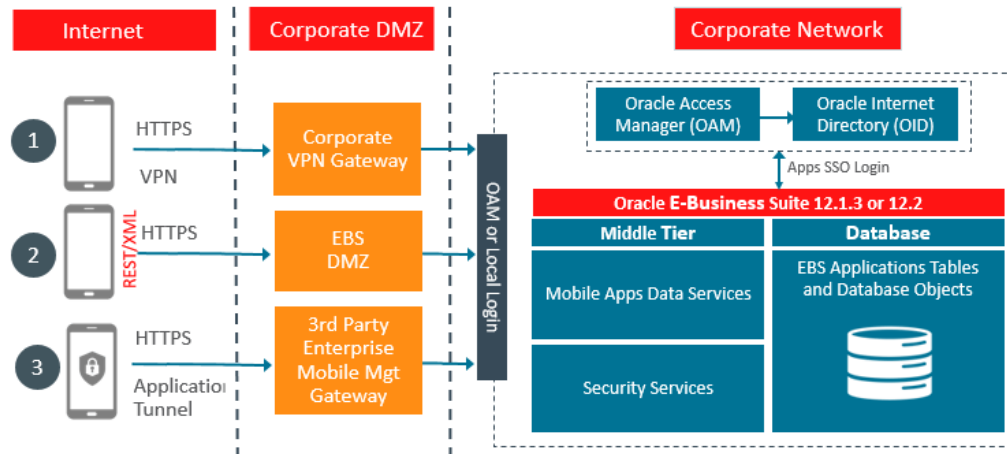 Internet
Corporate DMZ
Corporate Network
1
HTTPS
VPN
Corporate
VPN Gateway
2
REST/XML
HTTPS
EBS
DMZ
3
HTTPS
Application
Tunnel
3rd Party
Enterprise
Mobile Mgt
Gateway
OAM or Local Login
Oracle Access
Manager (OAM)
Oracle Internet
Directory (OID)
Apps SSO Login
Oracle E-Business Suite 12.1.3 or 12.2
Middle Tier
Database
Mobile Apps Data Services
Security Services
EBS Applications Tables
and Database Objects